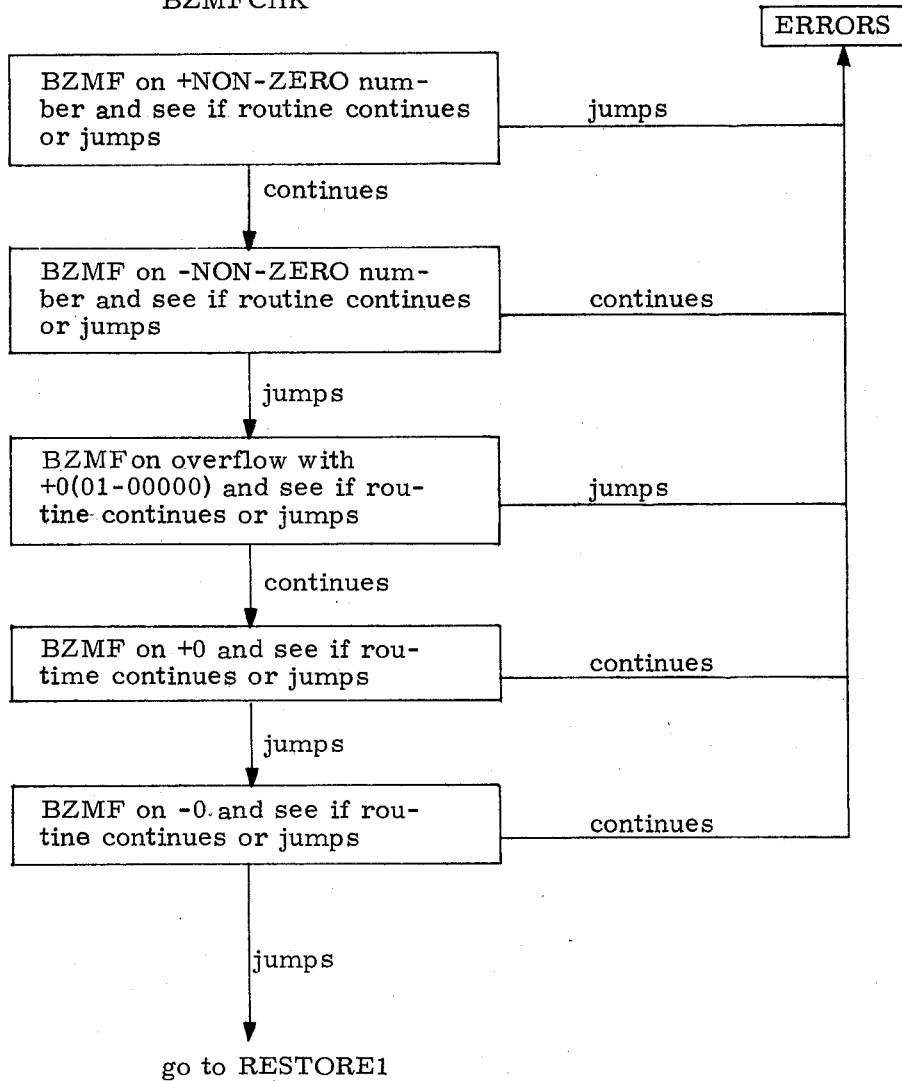 BZMFCHK
ERRORS
BZMF on +NON-ZERO num-
ber and see if routine continues
or jumps
jumps
continues
BZMF on -NON-ZERO num-
ber and see if routine continues
or jumps
continues
jumps
BZMF on overflow with
+0(01-00000) and see if rou-
tine continues or jumps
jumps
continues
BZMF on +0 and see if rou-
time continues or jumps
continues
jumps
BZMF on -0 and see if rou-
tine continues or jumps
continues
jumps
go to RESTORE1